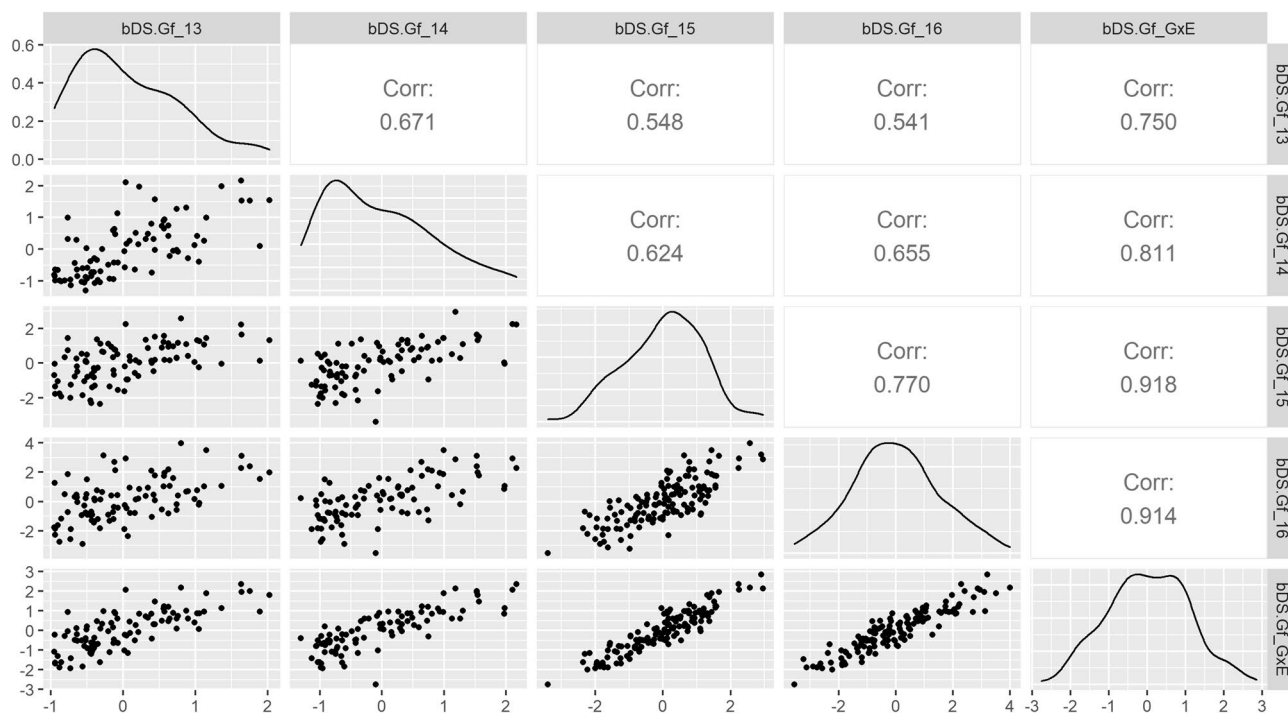 bDS.Gf_13 bDS.Gf_14 bDS.Gf_15 bDS.Gf_16 bDS.Gf_GxE
0.6
0.4
0.2
0.0
Corr:
0.671
Corr:
0.548
Corr:
0.541
Corr:
0.750
bDS.Gf_13
2
1
0
-1
Corr:
0.624
Corr:
0.655
Corr:
0.811
bDS.Gf_14
2
0
-2
Corr:
0.770
Corr:
0.918
bDS.Gf_15
4
2
0
-2
Corr:
0.914
bDS.Gf_16
3
2
1
0
-1
-2
-3
bDS.Gf_GxE
-1 0 1 2 -1 0 1 2 -2 0 2 -2 0 2 4 -3 -2 -1 0 1 2 3